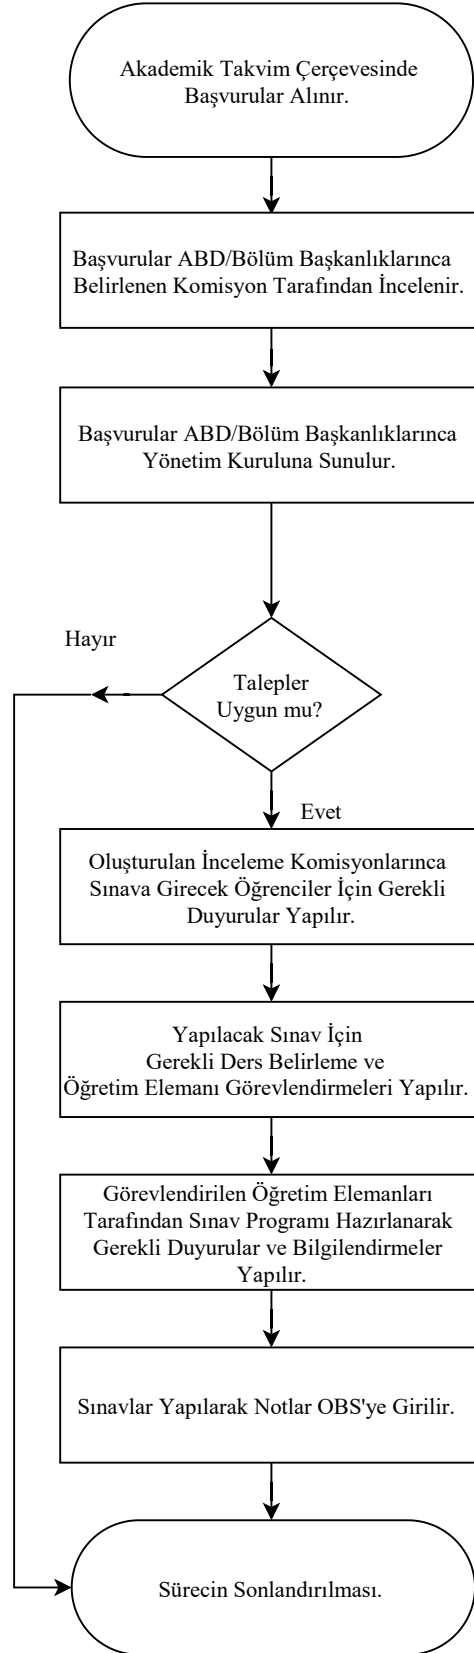 Akademik Takvim Çerçevesinde
Başvurular Alınır.
Başvurular ABD/Bölüm Başkanlıklarınca
Belirlenen Komisyon Tarafından İncelenir.
Başvurular ABD/Bölüm Başkanlıklarınca
Yönetim Kuruluna Sunulur.
Hayır
Talepler
Uygun mu?
Evet
Oluşturulan İnceleme Komisyonlarınca
Sınava Girecek Öğrenciler İçin Gerekli
Duyurular Yapılır.
Yapılacak Sınav İçin
Gerekli Ders Belirleme ve
Öğretim Elemanı Görevlendirmeleri Yapılır.
Görevlendirilen Öğretim Elemanları
Tarafından Sınav Programı Hazırlanarak
Gerekli Duyurular ve Bilgilendirmeler
Yapılır.
Sınavlar Yapılarak Notlar OBS'ye Girilir.
Sürecin Sonlandırılması.